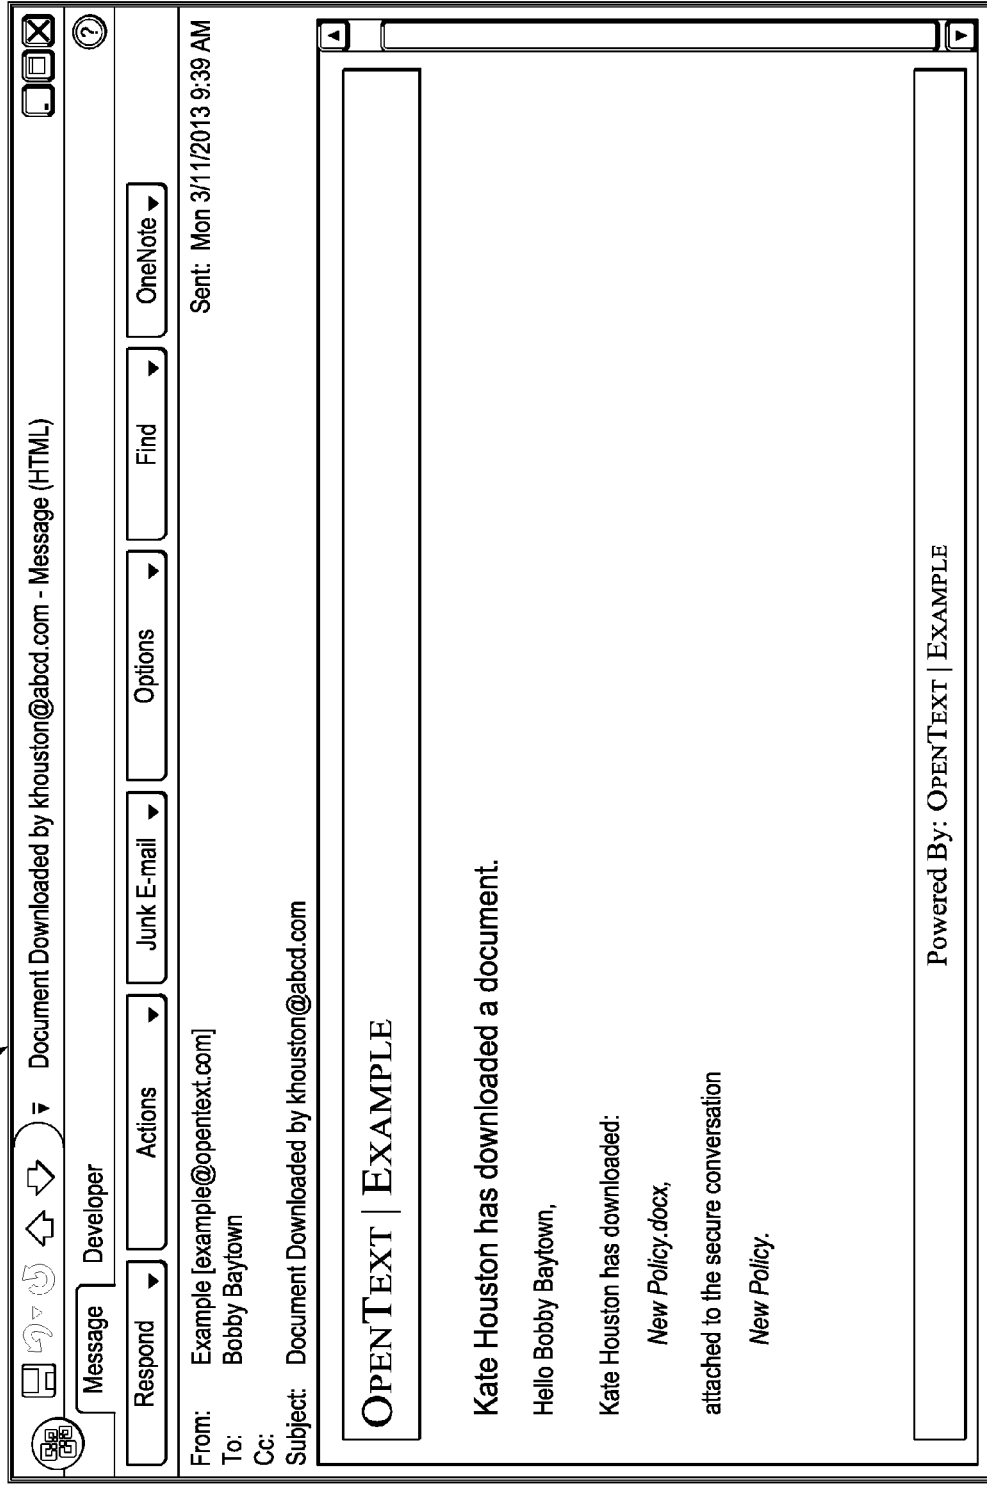 Document Downloaded by khouston@abcd.com - Message (HTML)
Message Developer
Respond Actions Junk E-mail Options Find OneNote
From: Example [example@opentext.com] Sent: Mon 3/11/2013 9:39 AM
To: Bobby Baytown
Cc:
Subject: Document Downloaded by khouston@abcd.com
OPENTEXT | EXAMPLE
Kate Houston has downloaded a document.
Hello Bobby Baytown,
Kate Houston has downloaded:
New Policy.docx,
attached to the secure conversation
New Policy.
Powered By: OPENTEXT | EXAMPLE